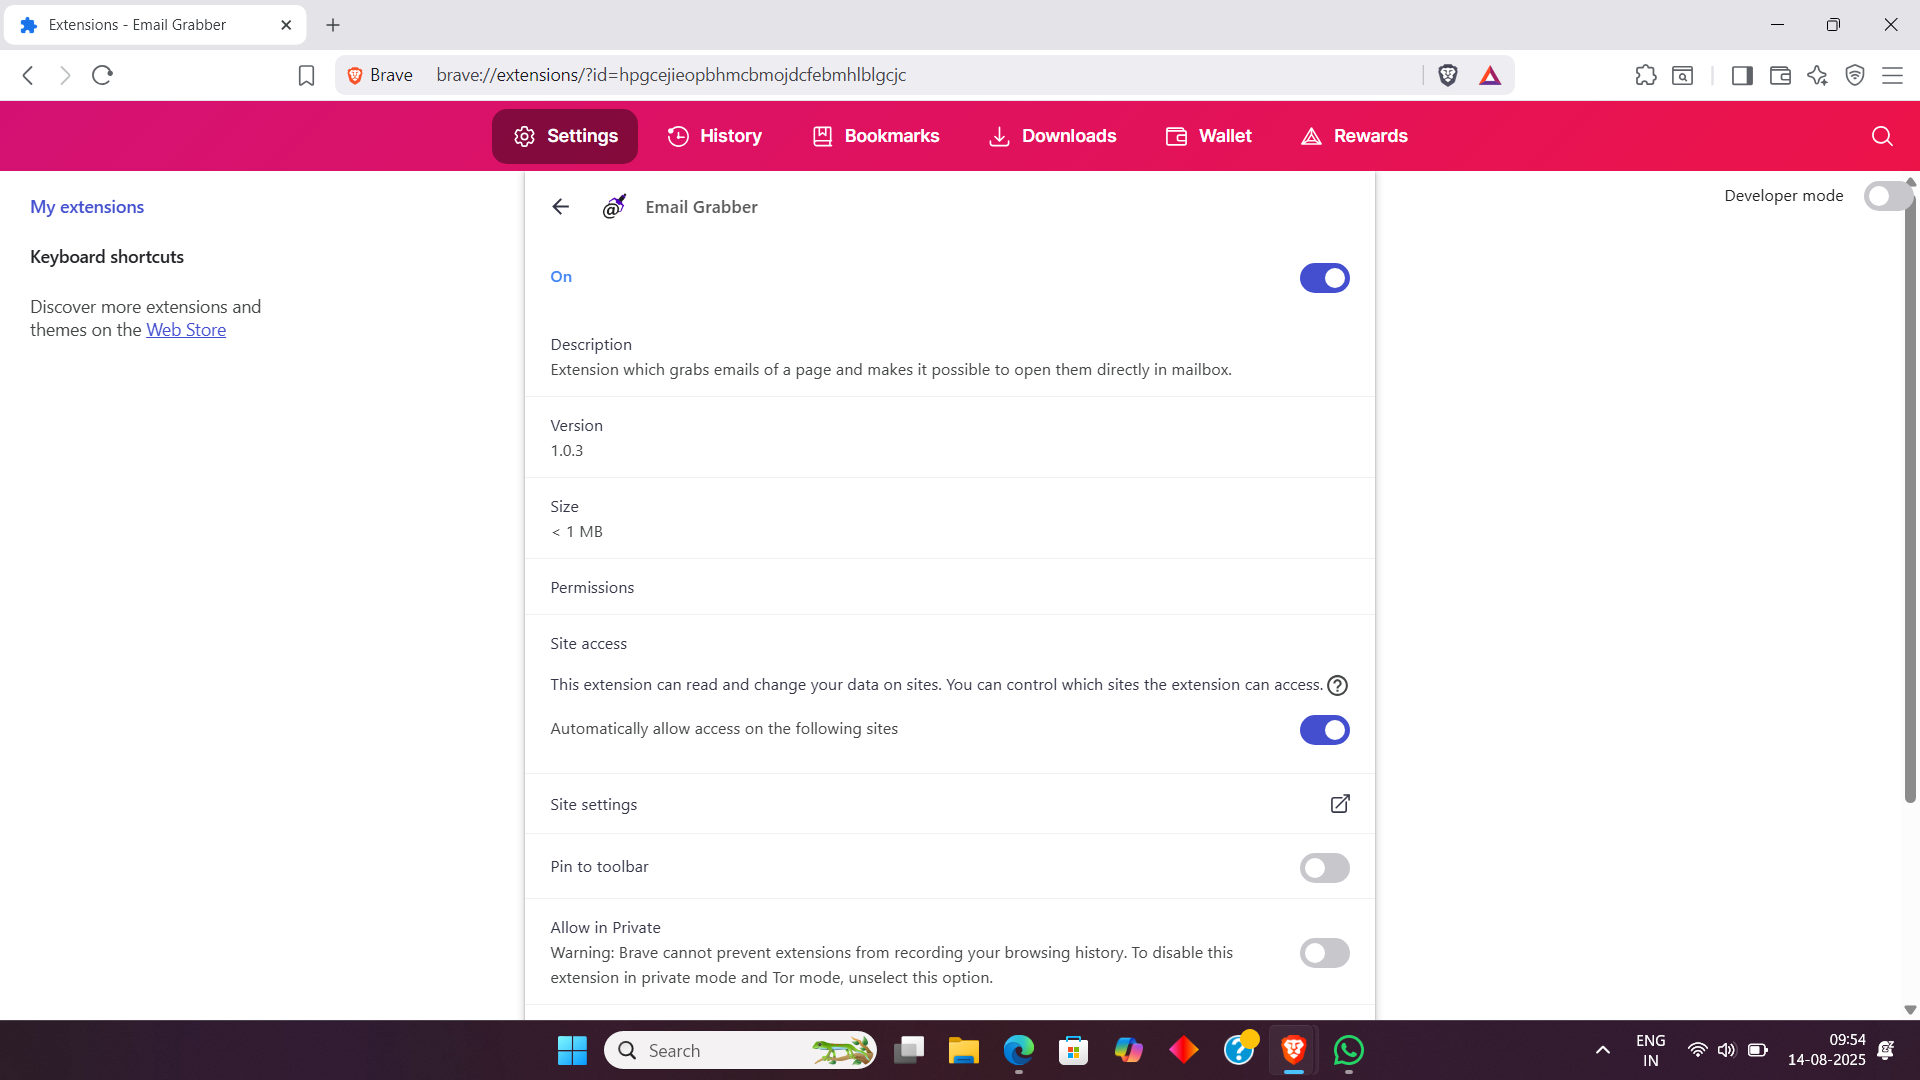 Extensions - Email Grabber
Brave brave://extensions/?id=hpgcejieopbhmcbmojdcfebmhlblgcjc
Settings History Bookmarks Downloads Wallet Rewards
My extensions
Keyboard shortcuts
Discover more extensions and
themes on the Web Store
Email Grabber
Developer mode
On
Description
Extension which grabs emails of a page and makes it possible to open them directly in mailbox.
Version
1.0.3
Size
< 1 MB
Permissions
Site access
This extension can read and change your data on sites. You can control which sites the extension can access.
Automatically allow access on the following sites
Site settings
Pin to toolbar
Allow in Private
Warning: Brave cannot prevent extensions from recording your browsing history. To disable this
extension in private mode and Tor mode, unselect this option.
Search
ENG
IN
09:54
14-08-2025